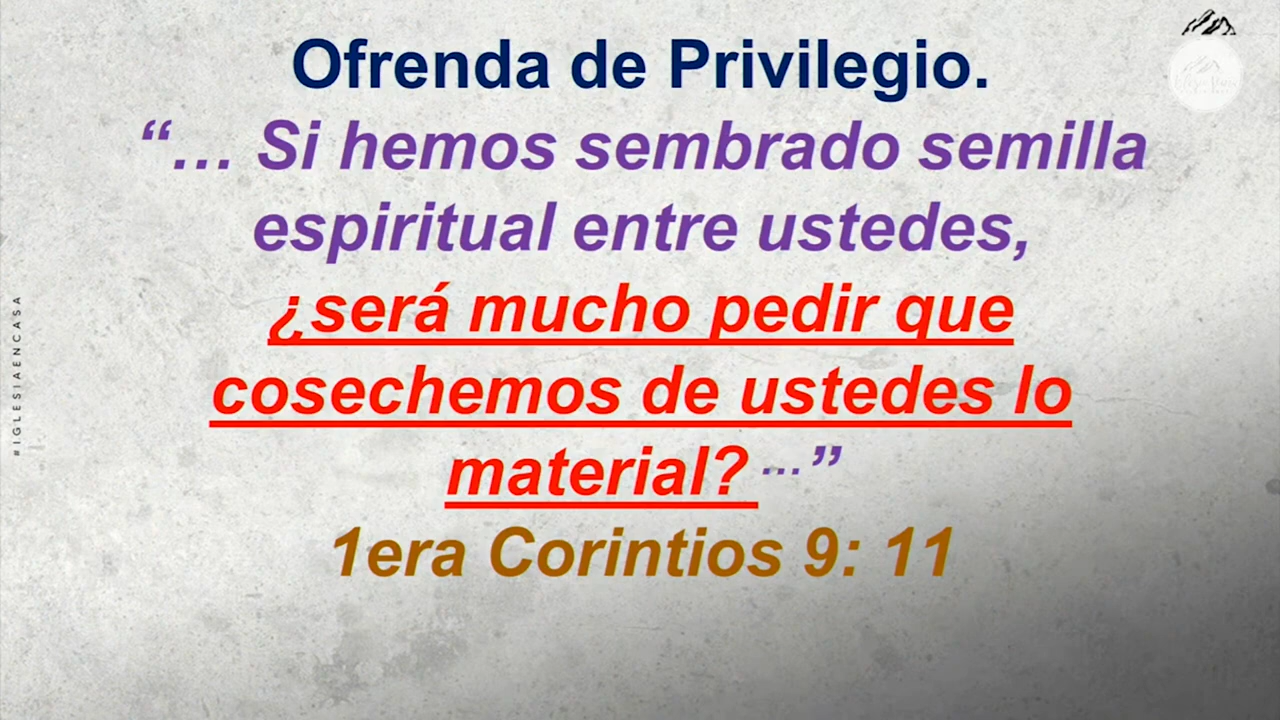 Ofrenda de Privilegio.
“... Si hemos sembrado semilla
espiritual entre ustedes,
¿será mucho pedir que
cosechemos de ustedes lo
material? ...”
1era Corintios 9: 11
#IGLESIAENCASA